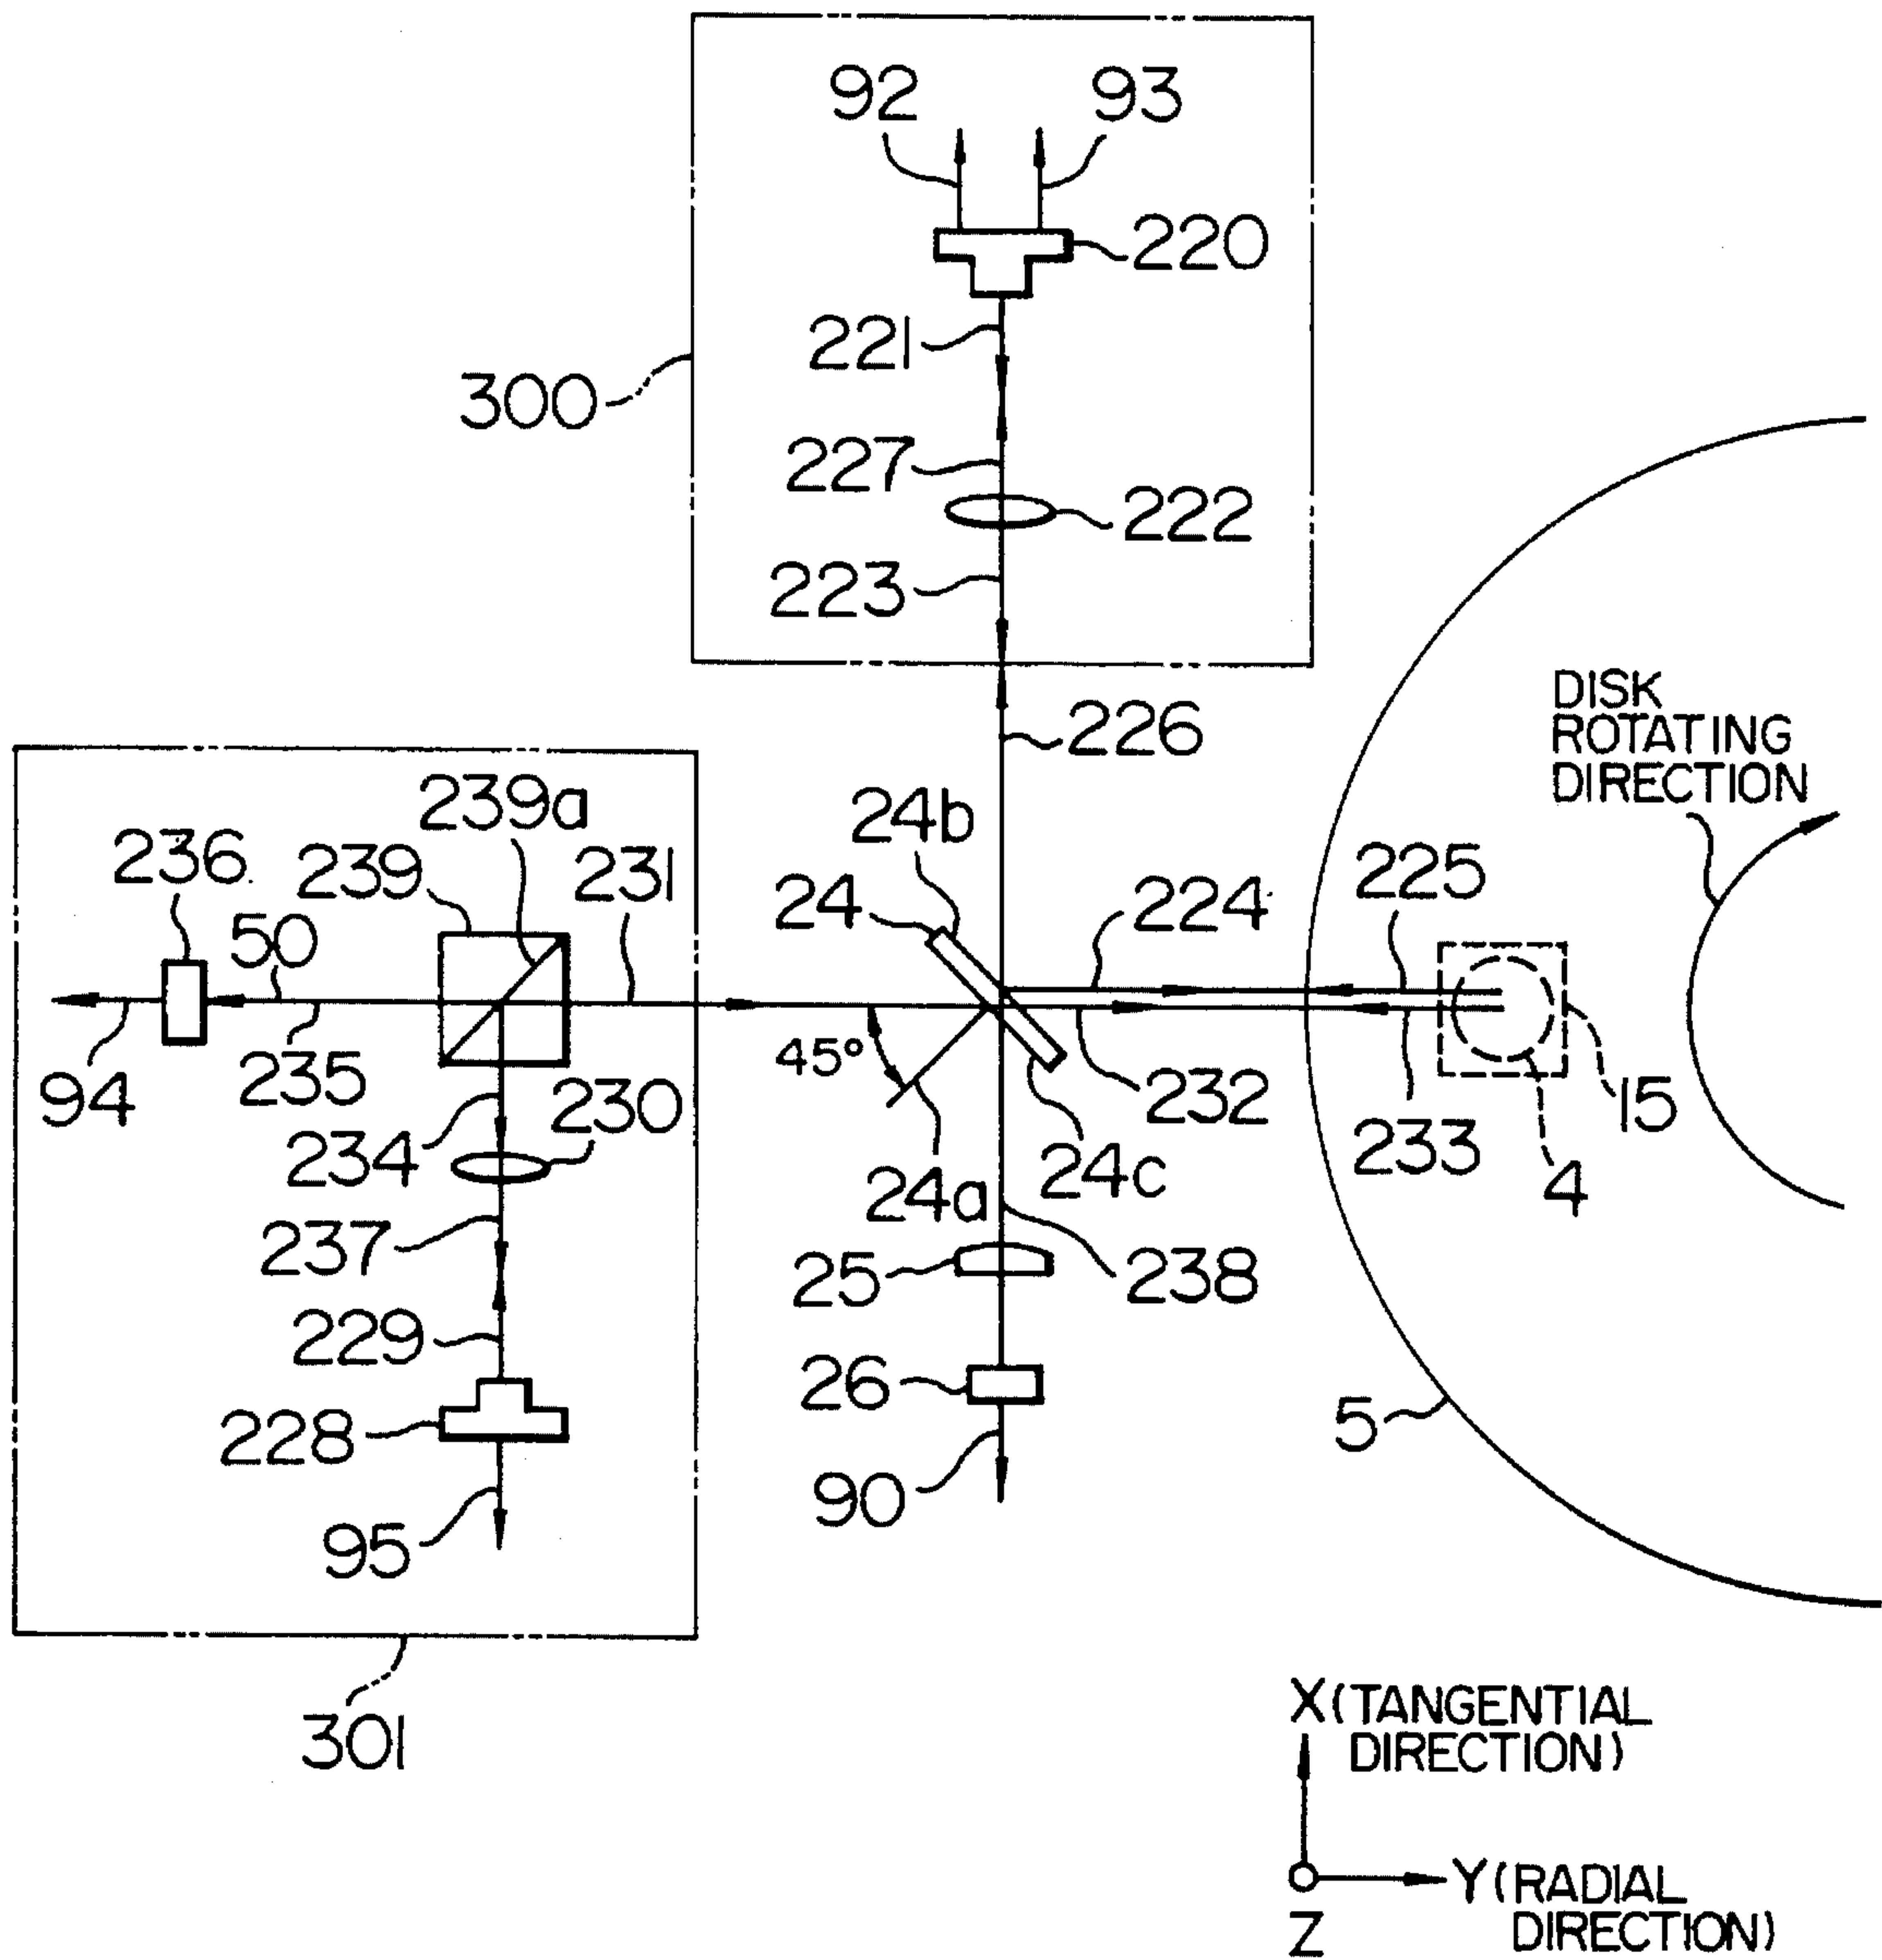 92
93
220
221
300
227
222
223
DISK
ROTATING
DIRECTION
226
239a
24b
236
239
231
24
224
225
50
45°
94
235
230
232
15
234
233
4
24a
24c
237
25
238
229
26
5
228
90
95
301
X(TANGENTIAL
DIRECTION)
Y(RADIAL
DIRECTION)
Z